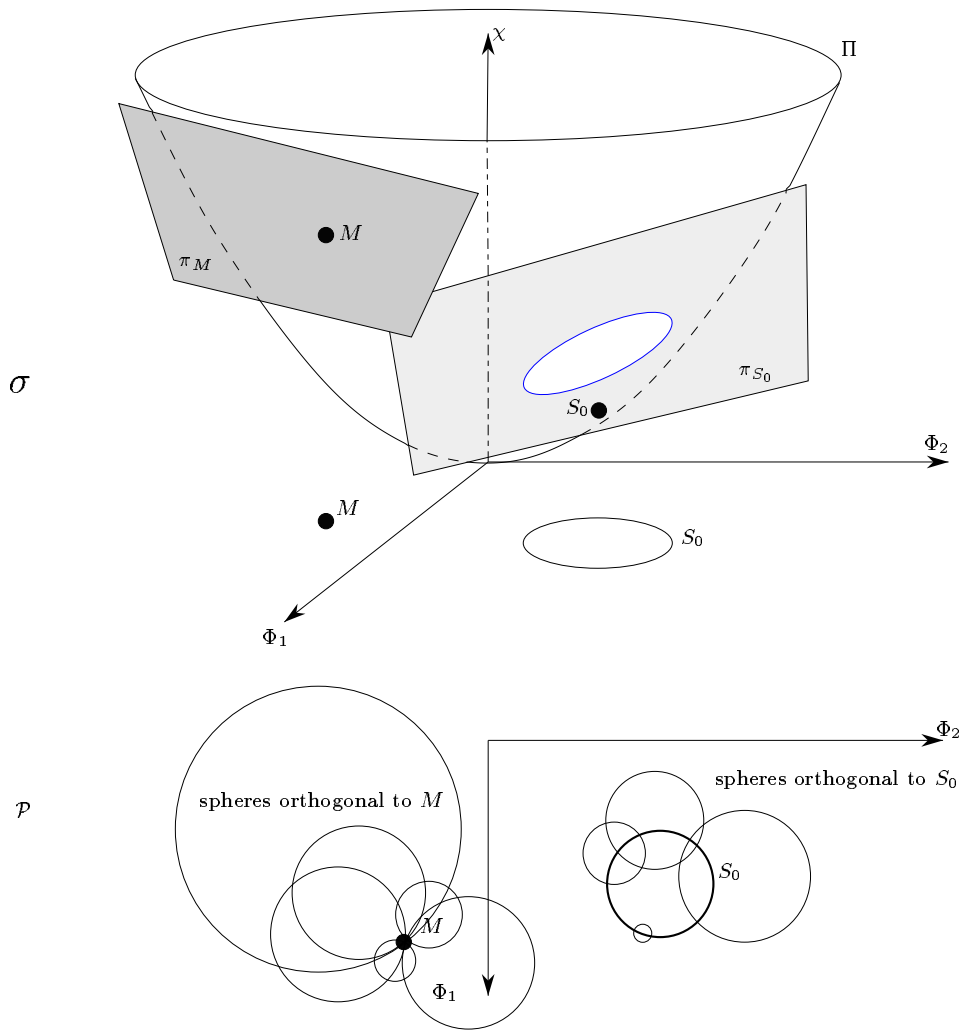 χ
Π
M
π_M
σ
π_{S_0}
S_0
Φ_2
M
S_0
Φ_1
Φ_2
spheres orthogonal to S_0
spheres orthogonal to M
𝒫
S_0
M
Φ_1